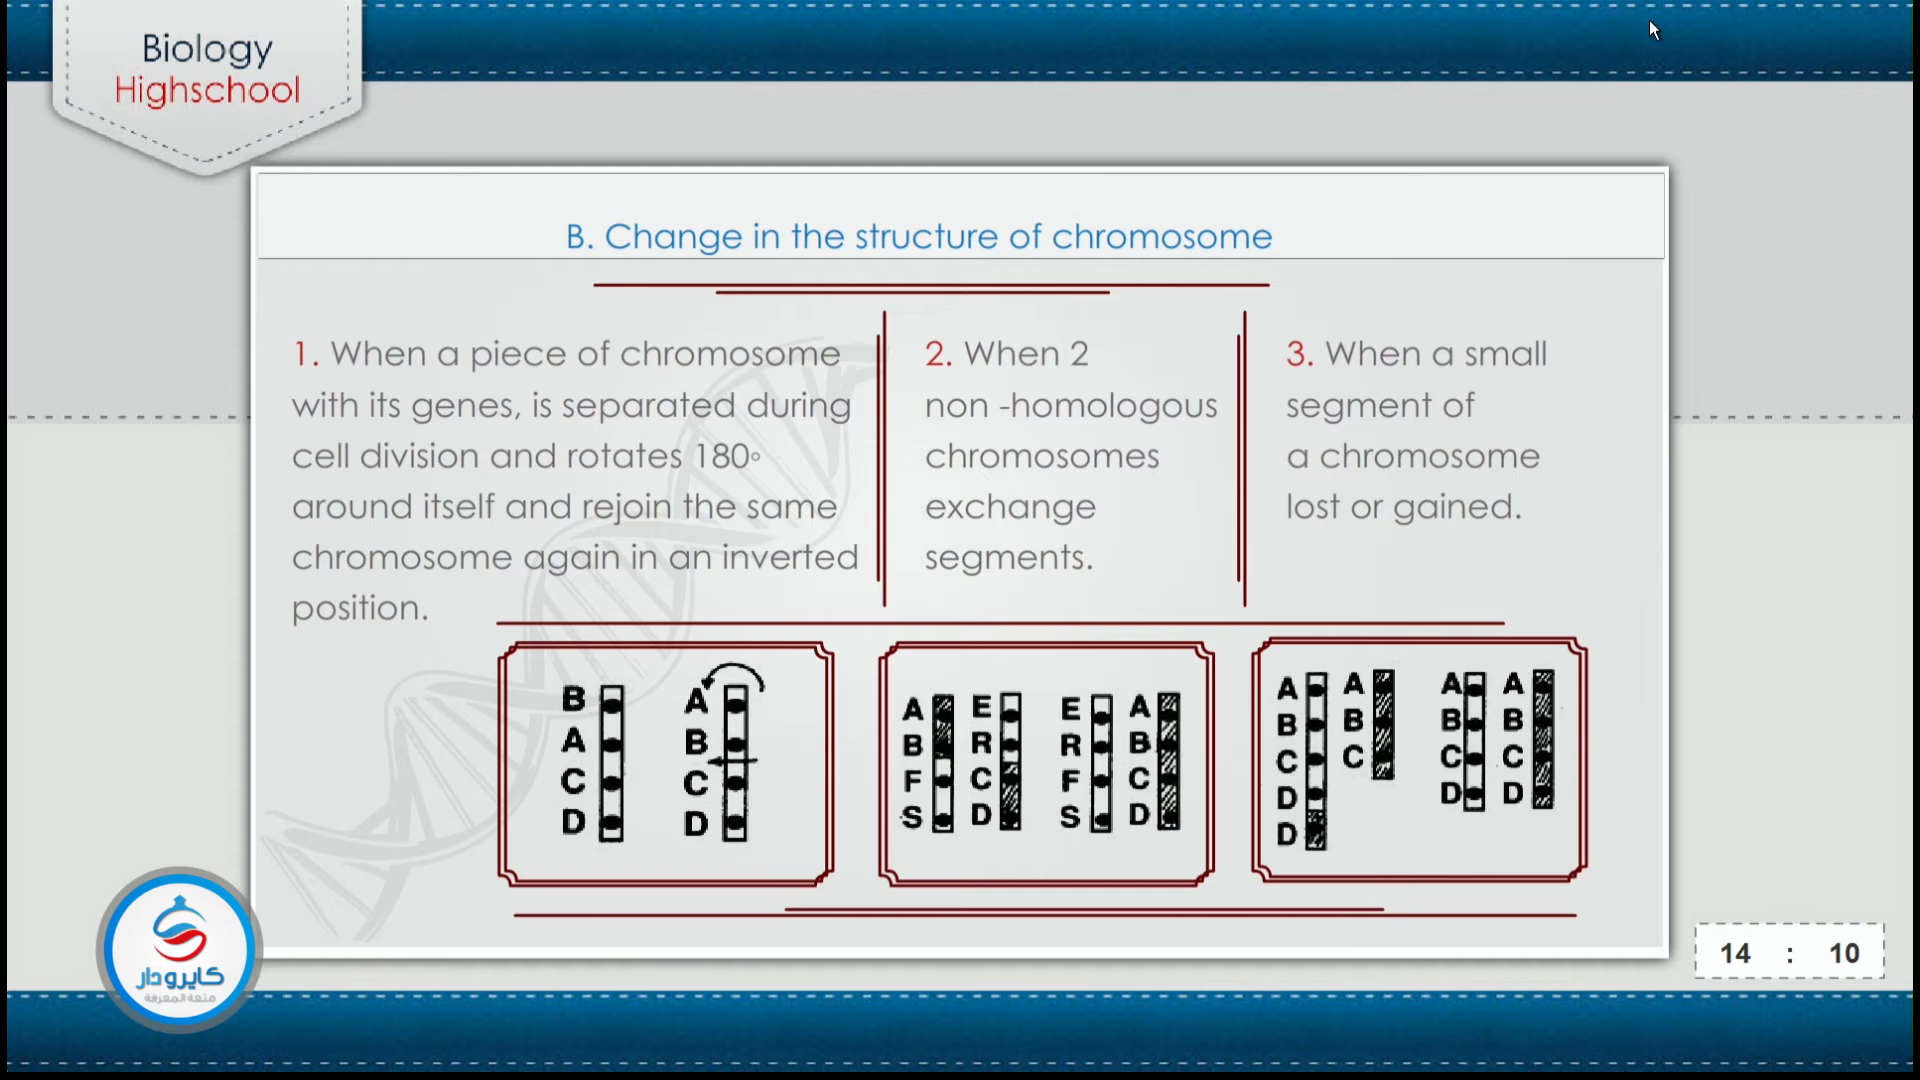 Biology
Highschool
B. Change in the structure of chromosome
1. When a piece of chromosome
with its genes, is separated during
cell division and rotates 180°
around itself and rejoin the same
chromosome again in an inverted
position.
2. When 2
non -homologous
chromosomes
exchange
segments.
3. When a small
segment of
a chromosome
lost or gained.
B A
A B
C C
D D
A E E A
B R R B
F C F C
S D S D
A A A A
B B B B
C C C C
D D D
D
كايرودار
متعة المعرفة
14 : 10